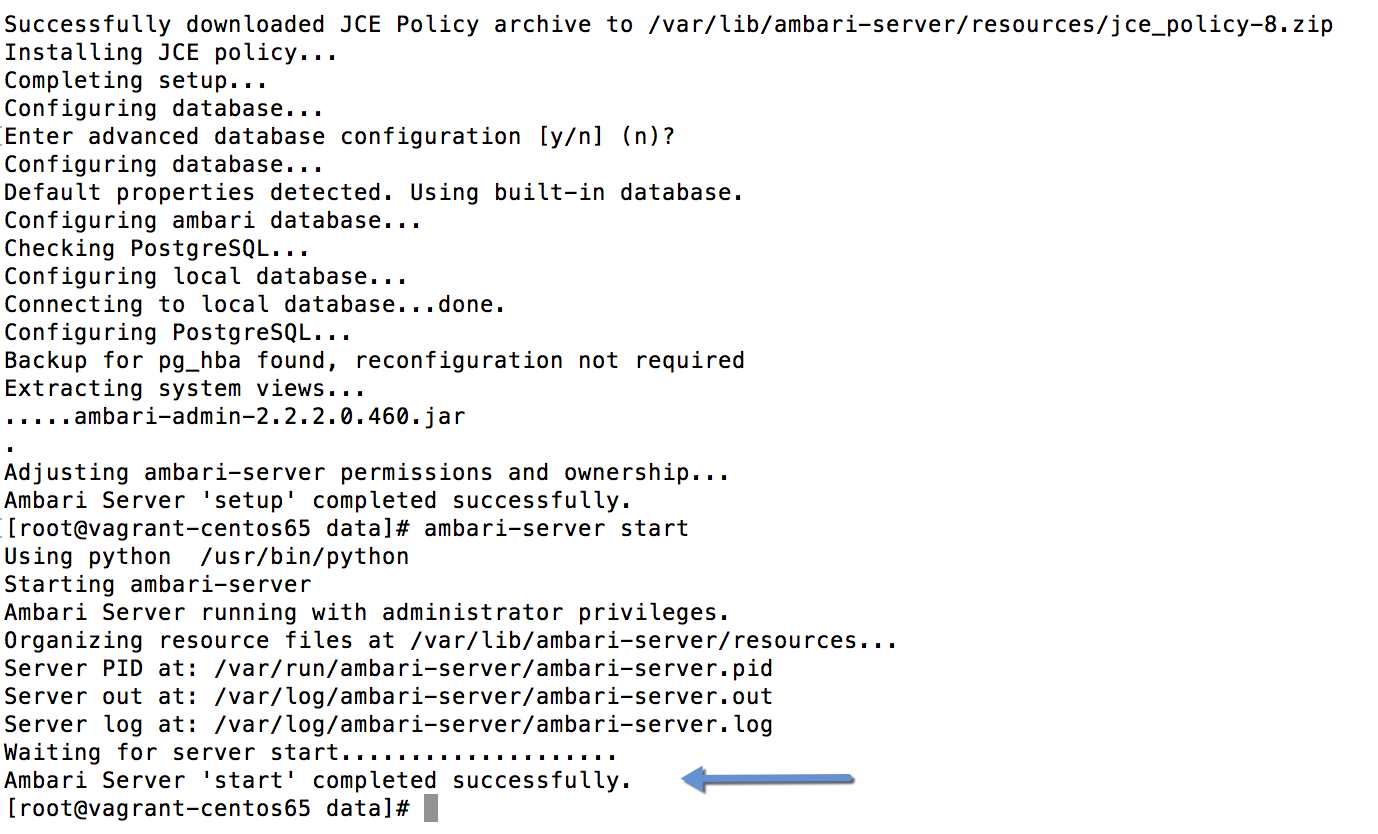 Successfully downloaded JCE Policy archive to /var/lib/ambari-server/resources/jce_policy-8.zip
Installing JCE policy...
Completing setup...
Configuring database...
Enter advanced database configuration [y/n] (n)?
Configuring database...
Default properties detected. Using built-in database.
Configuring ambari database...
Checking PostgreSQL...
Configuring local database...
Connecting to local database...done.
Configuring PostgreSQL...
Backup for pg_hba found, reconfiguration not required
Extracting system views...
.....ambari-admin-2.2.2.0.460.jar
.
Adjusting ambari-server permissions and ownership...
Ambari Server 'setup' completed successfully.
[root@vagrant-centos65 data]# ambari-server start
Using python  /usr/bin/python
Starting ambari-server
Ambari Server running with administrator privileges.
Organizing resource files at /var/lib/ambari-server/resources...
Server PID at: /var/run/ambari-server/ambari-server.pid
Server out at: /var/log/ambari-server/ambari-server.out
Server log at: /var/log/ambari-server/ambari-server.log
Waiting for server start....................
Ambari Server 'start' completed successfully.
[root@vagrant-centos65 data]#